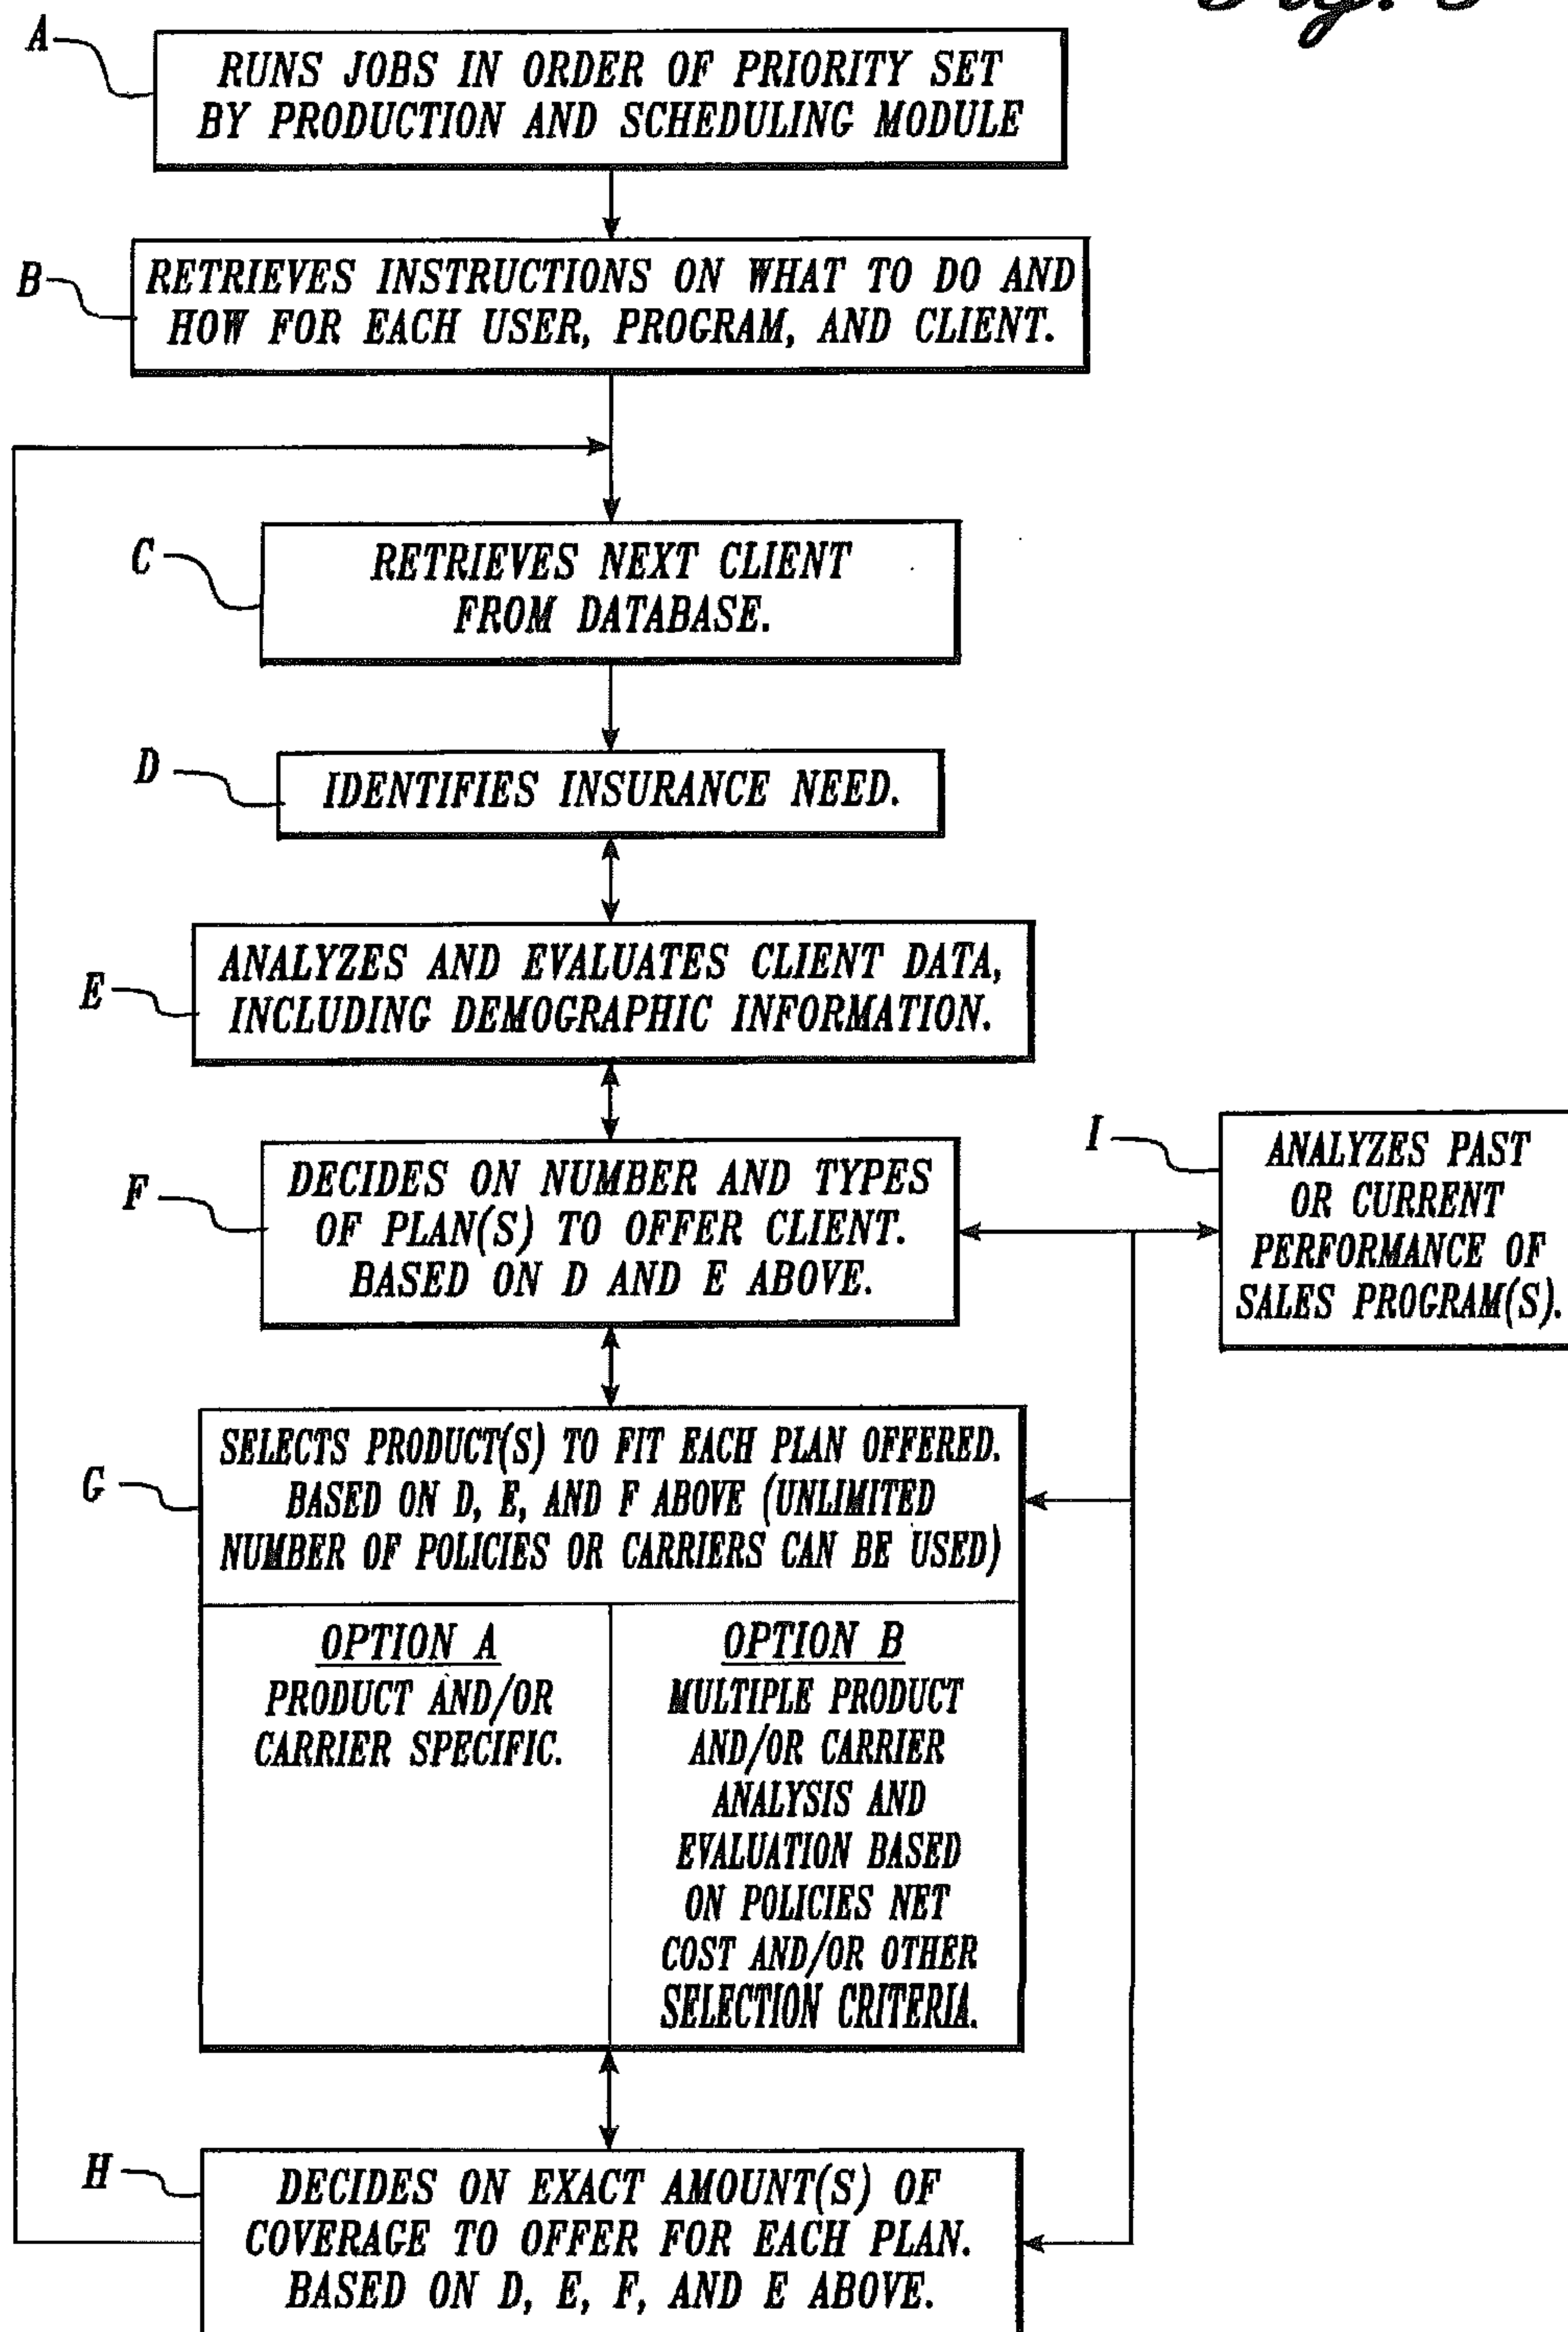 A
RUNS JOBS IN ORDER OF PRIORITY SET
BY PRODUCTION AND SCHEDULING MODULE
B
RETRIEVES INSTRUCTIONS ON WHAT TO DO AND
HOW FOR EACH USER, PROGRAM, AND CLIENT.
C
RETRIEVES NEXT CLIENT
FROM DATABASE.
D
IDENTIFIES INSURANCE NEED.
E
ANALYZES AND EVALUATES CLIENT DATA,
INCLUDING DEMOGRAPHIC INFORMATION.
F
DECIDES ON NUMBER AND TYPES
OF PLAN(S) TO OFFER CLIENT.
BASED ON D AND E ABOVE.
I
ANALYZES PAST
OR CURRENT
PERFORMANCE OF
SALES PROGRAM(S).
G
SELECTS PRODUCT(S) TO FIT EACH PLAN OFFERED.
BASED ON D, E, AND F ABOVE (UNLIMITED
NUMBER OF POLICIES OR CARRIERS CAN BE USED)
OPTION A
PRODUCT AND/OR
CARRIER SPECIFIC.
OPTION B
MULTIPLE PRODUCT
AND/OR CARRIER
ANALYSIS AND
EVALUATION BASED
ON POLICIES NET
COST AND/OR OTHER
SELECTION CRITERIA.
H
DECIDES ON EXACT AMOUNT(S) OF
COVERAGE TO OFFER FOR EACH PLAN.
BASED ON D, E, F, AND E ABOVE.